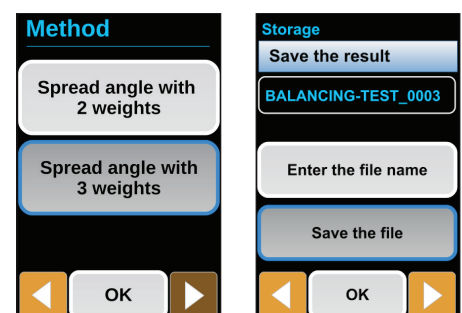 Method
Spread angle with
2 weights
Spread angle with
3 weights
OK
Storage
Save the result
BALANCING-TEST_0003
Enter the file name
Save the file
OK